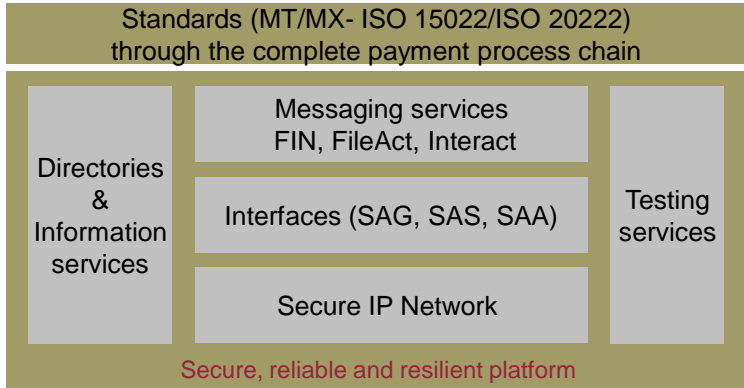 Standards (MT/MX- ISO 15022/ISO 20222)
through the complete payment process chain
Directories
&
Information
services
Messaging services
FIN, FileAct, Interact
Interfaces (SAG, SAS, SAA)
Secure IP Network
Testing
services
Secure, reliable and resilient platform